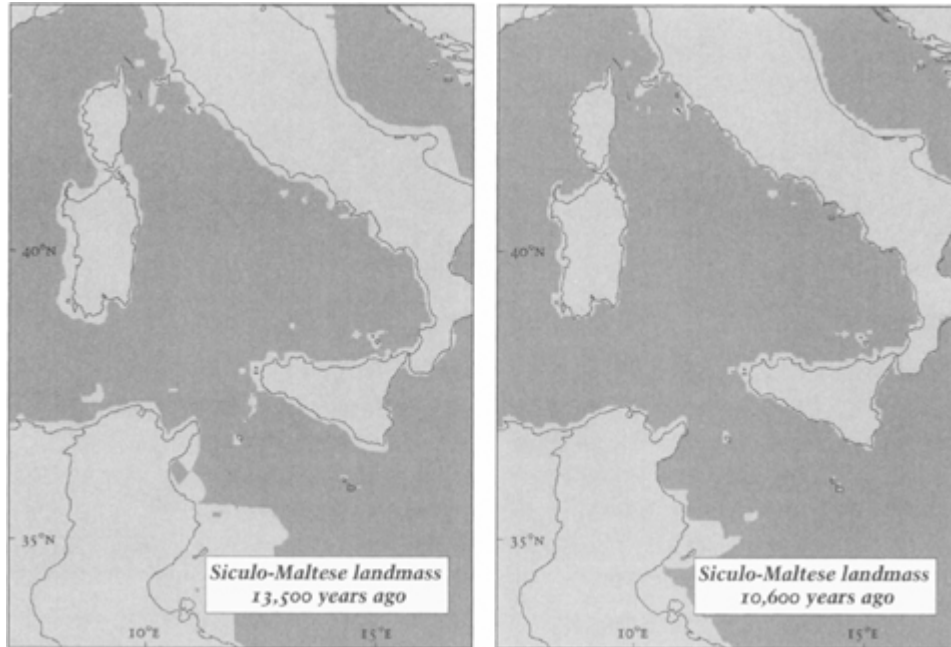 40°N
35°N
Siculo-Maltese landmass
13,500 years ago
10°E
15°E
40°N
35°N
Siculo-Maltese landmass
10,600 years ago
10°E
15°E